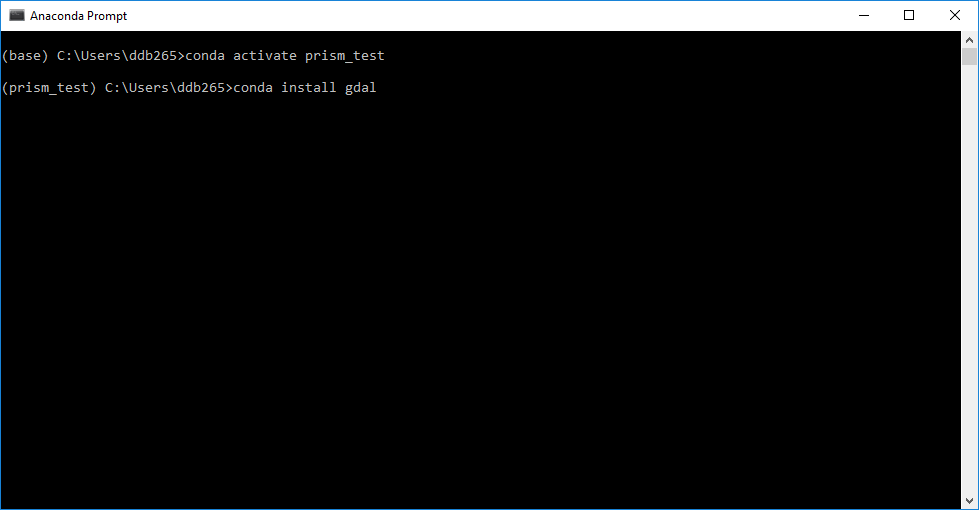 Anaconda Prompt
(base) C:\Users\ddb265>conda activate prism_test
(prism_test) C:\Users\ddb265>conda install gdal